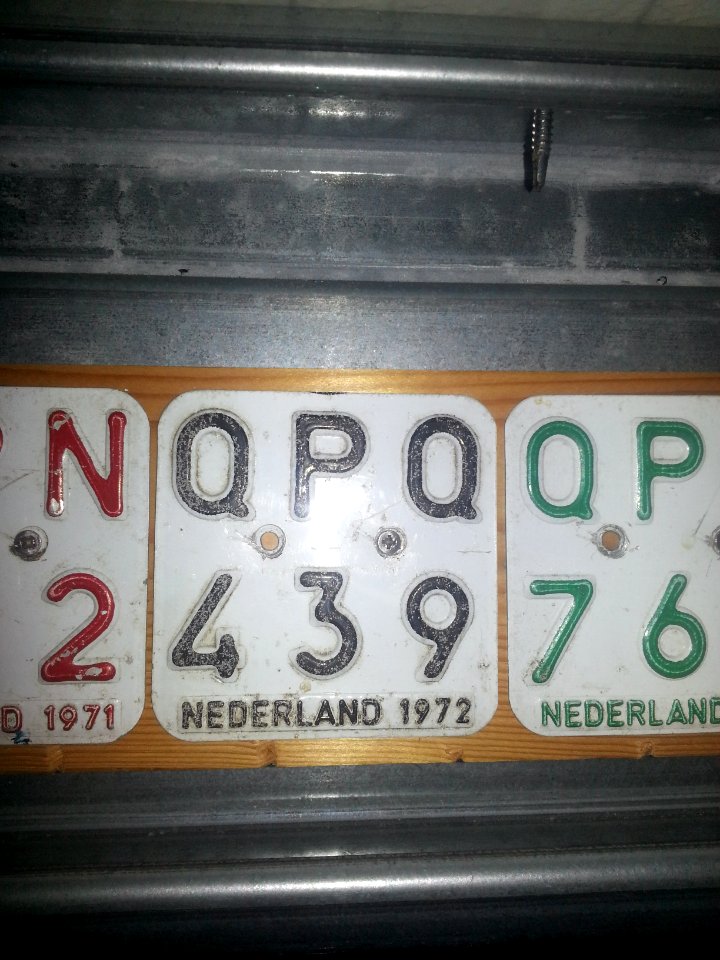 N
2
D 1971
QPQ
439
NEDERLAND 1972
QP
76
NEDERLAND